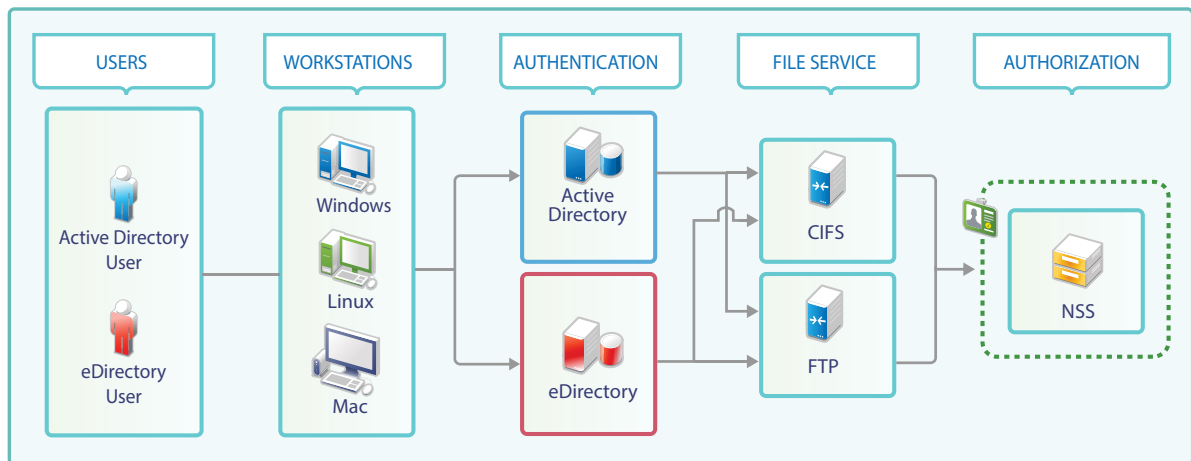 USERS
WORKSTATIONS
AUTHENTICATION
FILE SERVICE
AUTHORIZATION
Active Directory
User
eDirectory
User
Windows
Linux
Mac
Active
Directory
eDirectory
CIFS
FTP
NSS